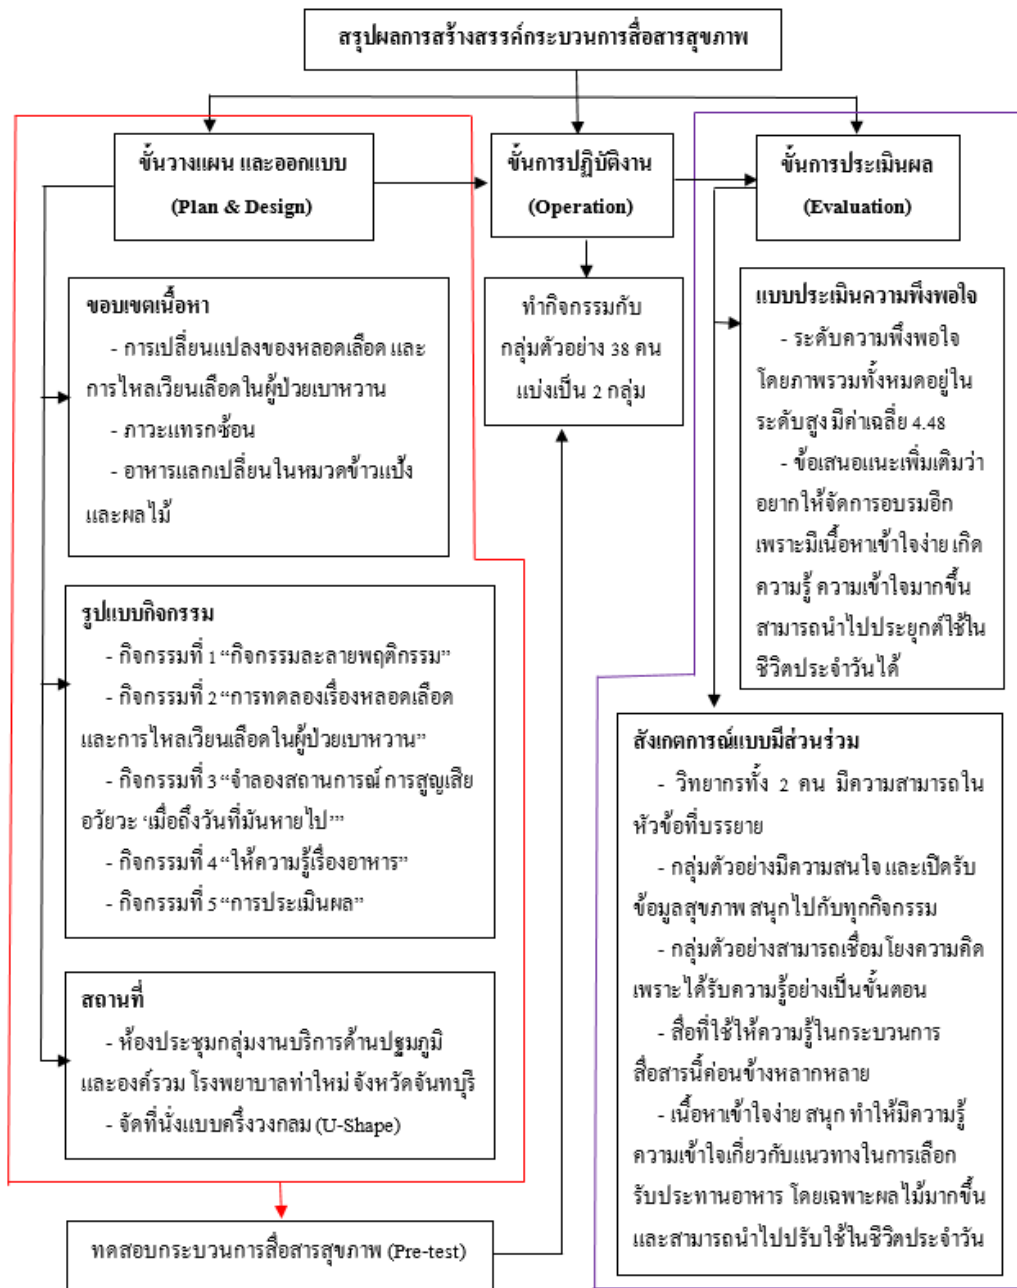 สรุปผลการสร้างสรรค์กระบวนการสื่อสารสุขภาพ
ขั้นวางแผน และออกแบบ
(Plan & Design)
ขั้นการปฏิบัติงาน
(Operation)
ขั้นการประเมินผล
(Evaluation)
ขอบเขตเนื้อหา
- การเปลี่ยนแปลงของหลอดเลือด และ
การไหลเวียนเลือดในผู้ป่วยเบาหวาน
- ภาวะแทรกซ้อน
- อาหารแลกเปลี่ยนในหมวดข้าวแป้ง
และผลไม้
รูปแบบกิจกรรม
- กิจกรรมที่ 1 “กิจกรรมละลายพฤติกรรม”
- กิจกรรมที่ 2 “การทดลองเรื่องหลอดเลือด
และการไหลเวียนเลือดในผู้ป่วยเบาหวาน”
- กิจกรรมที่ 3 “จำลองสถานการณ์ การสูญเสีย
อวัยวะ ‘เมื่อถึงวันที่มันหายไป’”
- กิจกรรมที่ 4 “ให้ความรู้เรื่องอาหาร”
- กิจกรรมที่ 5 “การประเมินผล”
สถานที่
- ห้องประชุมกลุ่มงานบริการด้านปฐมภูมิ
และองค์รวม โรงพยาบาลท่าใหม่ จังหวัดจันทบุรี
- จัดที่นั่งแบบครึ่งวงกลม (U-Shape)
ทดสอบกระบวนการสื่อสารสุขภาพ (Pre-test)
ทำกิจกรรมกับ
กลุ่มตัวอย่าง 38 คน
แบ่งเป็น 2 กลุ่ม
แบบประเมินความพึงพอใจ
- ระดับความพึงพอใจ
โดยภาพรวมทั้งหมดอยู่ใน
ระดับสูง มีค่าเฉลี่ย 4.48
- ข้อเสนอแนะเพิ่มเติมว่า
อยากให้จัดการอบรมอีก
เพราะมีเนื้อหาเข้าใจง่าย เกิด
ความรู้ ความเข้าใจมากขึ้น
สามารถนำไปประยุกต์ใช้ใน
ชีวิตประจำวันได้
สังเกตการณ์แบบมีส่วนร่วม
- วิทยากรทั้ง 2 คน มีความสามารถใน
หัวข้อที่บรรยาย
- กลุ่มตัวอย่างมีความสนใจ และเปิดรับ
ข้อมูลสุขภาพ สนุกไปกับทุกกิจกรรม
- กลุ่มตัวอย่างสามารถเชื่อมโยงความคิด
เพราะได้รับความรู้อย่างเป็นขั้นตอน
- สื่อที่ใช้ให้ความรู้ในกระบวนการ
สื่อสารนี้ค่อนข้างหลากหลาย
- เนื้อหาเข้าใจง่าย สนุก ทำให้มีความรู้
ความเข้าใจเกี่ยวกับแนวทางในการเลือก
รับประทานอาหาร โดยเฉพาะผลไม้มากขึ้น
และสามารถนำไปปรับใช้ในชีวิตประจำวัน